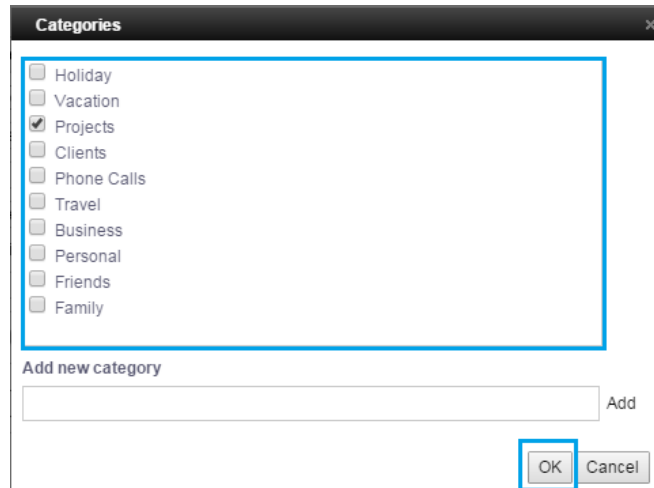 Categories
Holiday
Vacation
Projects
Clients
Phone Calls
Travel
Business
Personal
Friends
Family
Add new category
Add
OK Cancel